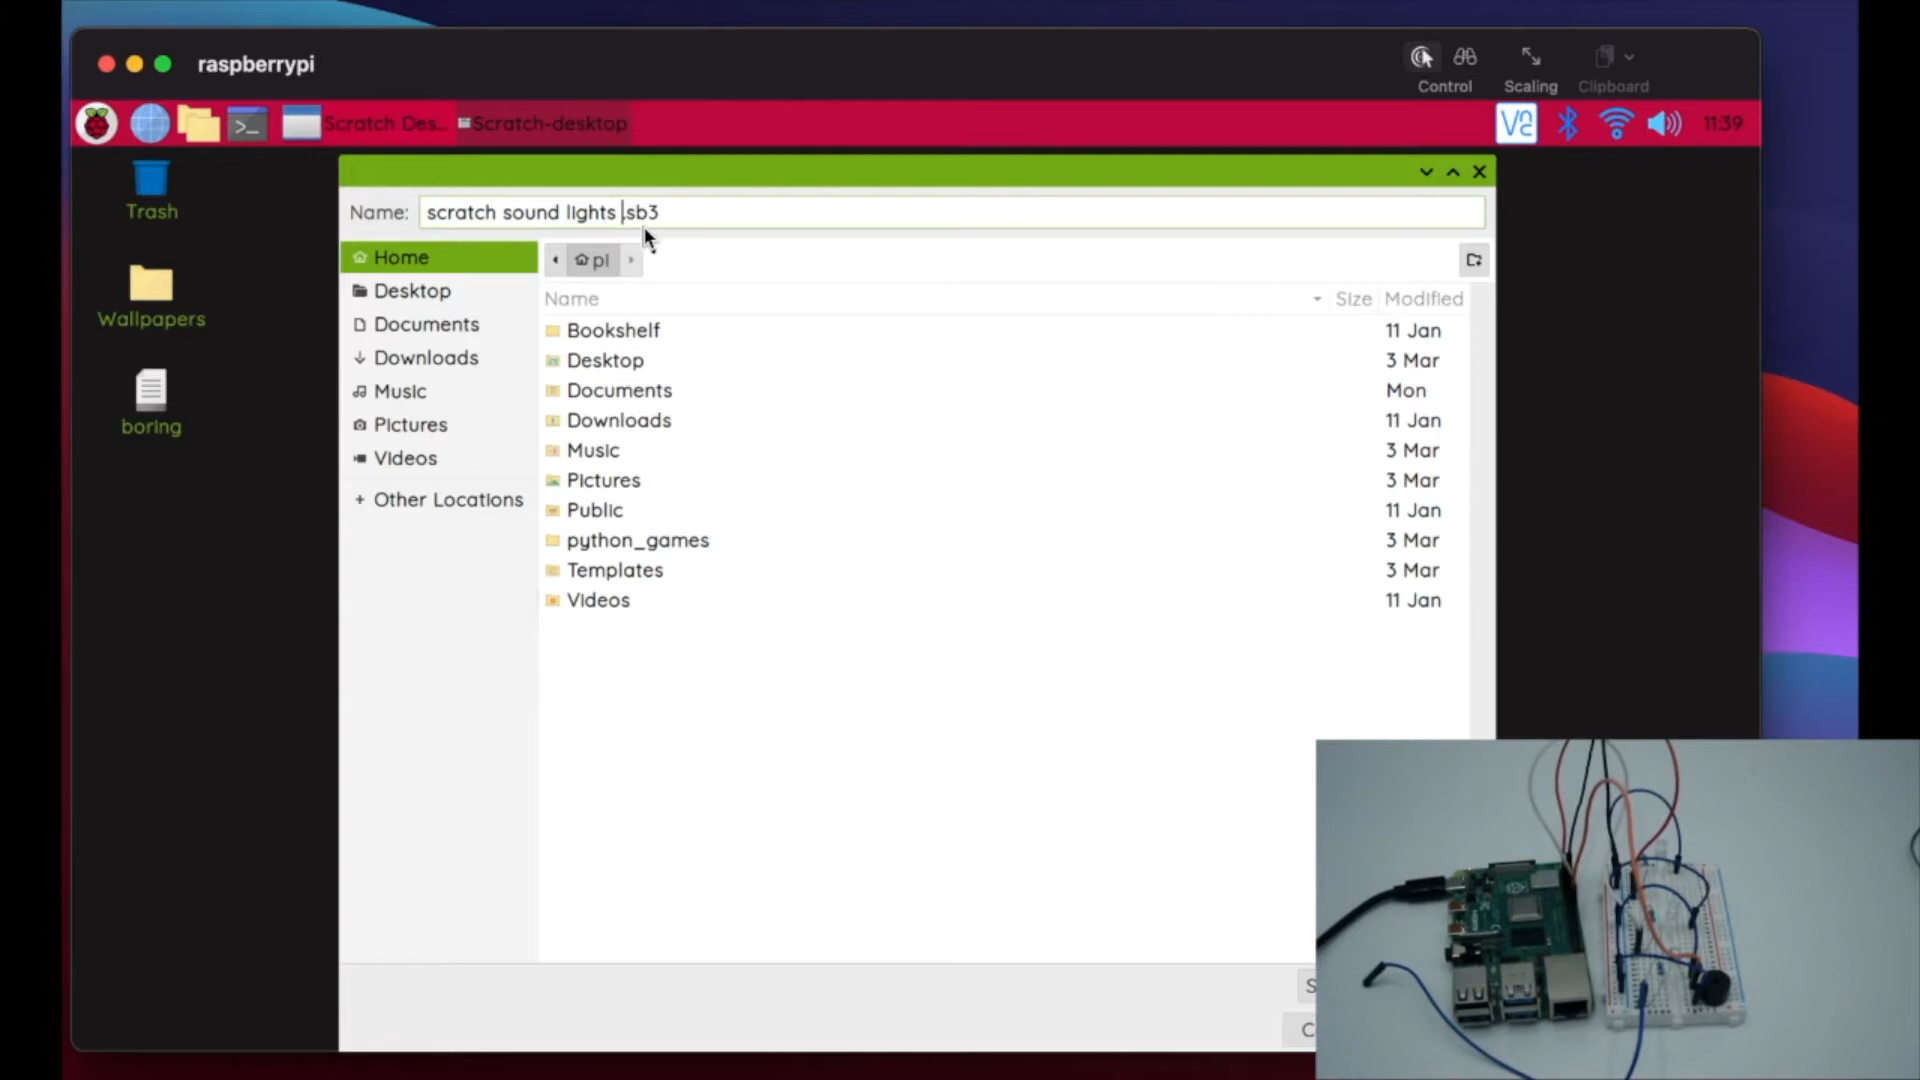 raspberrypi
Control
Scaling
Clipboard
Scratch Des...
Scratch-desktop
VNC
11:39
Trash
Wallpapers
boring
Name: scratch sound lights .sb3
Home
Desktop
Documents
Downloads
Music
Pictures
Videos
+ Other Locations
pi
Name Size Modified
Bookshelf 11 Jan
Desktop 3 Mar
Documents Mon
Downloads 11 Jan
Music 3 Mar
Pictures 3 Mar
Public 11 Jan
python_games 3 Mar
Templates 3 Mar
Videos 11 Jan